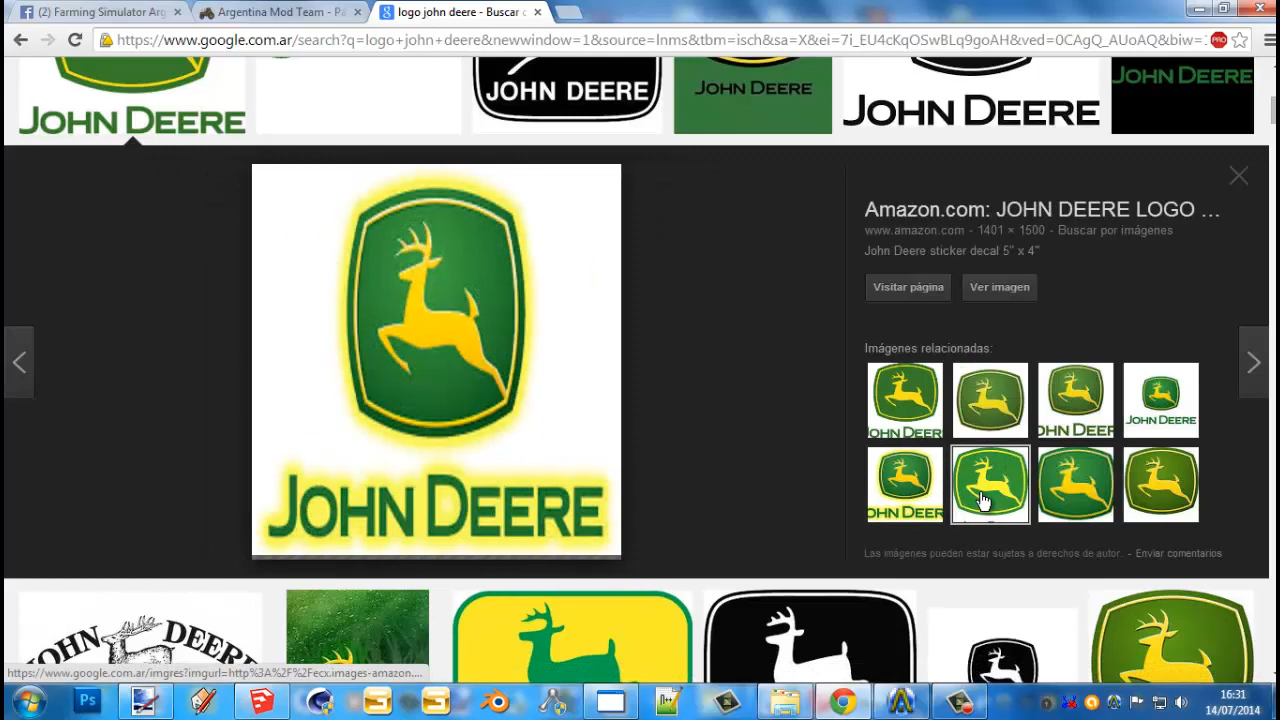 (2) Farming Simulator Arg
Argentina Mod Team - Pá
logo john deere - Buscar c
https://www.google.com.ar/search?q=logo+john+deere&newwindow=1&source=lnms&tbm=isch&sa=X&ei=7i_EU4cKqOSwBLq9goAH&ved=0CAgQ_AUoAQ&biw=
PRO
JOHN DEERE
JOHN DEERE
JOHN DEERE
JOHN DEERE
JOHN DEERE
JOHN DEERE
Amazon.com: JOHN DEERE LOGO ...
www.amazon.com - 1401 × 1500 - Buscar por imágenes
John Deere sticker decal 5" x 4"
Visitar página
Ver imagen
Imágenes relacionadas:
JOHN DEERE
JOHN DEERE
JOHN DEERE
JOHN DEERE
Las imágenes pueden estar sujetas a derechos de autor. - Enviar comentarios
JOHN DEERE
https://www.google.com.ar/imgres?imgurl=http%3A%2F%2Fecx.images-amazon....
Ps
16:31
14/07/2014